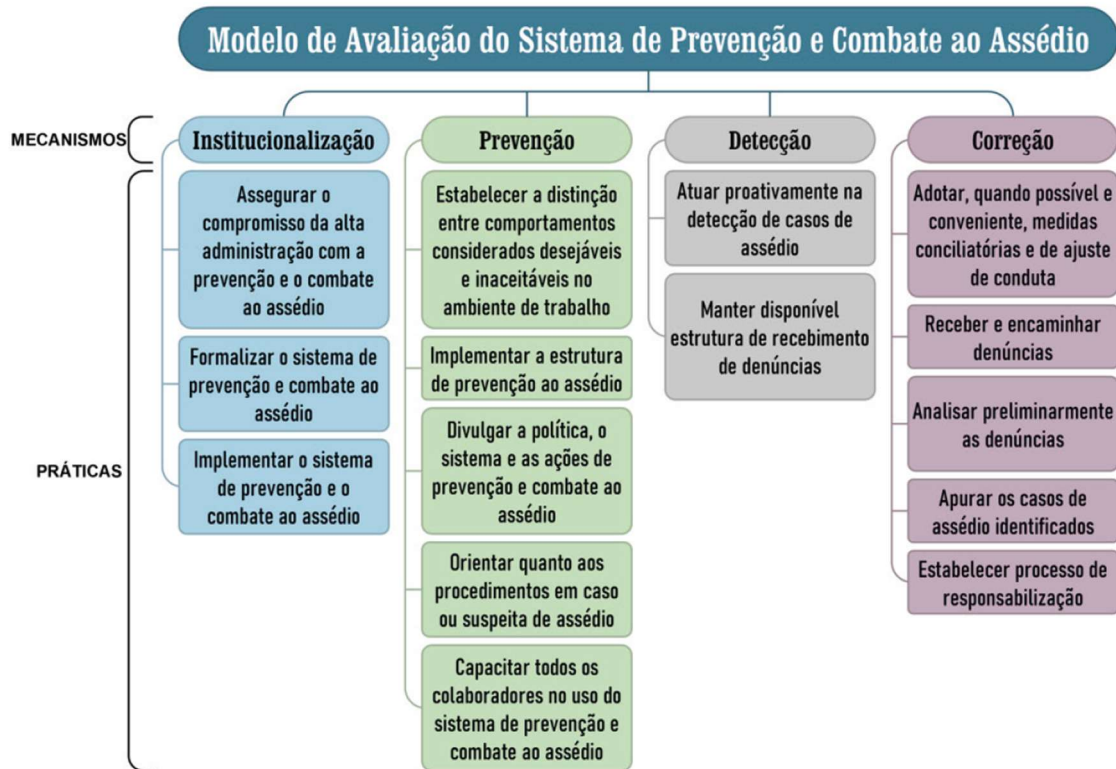 Modelo de Avaliação do Sistema de Prevenção e Combate ao Assédio
MECANISMOS
Institucionalização
Prevenção
Detecção
Correção
PRÁTICAS
Assegurar o
compromisso da alta
administração com a
prevenção e o combate
ao assédio
Formalizar o sistema de
prevenção e combate ao
assédio
Implementar o sistema
de prevenção e o
combate ao assédio
Estabelecer a distinção
entre comportamentos
considerados desejáveis
e inaceitáveis no
ambiente de trabalho
Implementar a estrutura
de prevenção ao assédio
Divulgar a política, o
sistema e as ações de
prevenção e combate ao
assédio
Orientar quanto aos
procedimentos em caso
ou suspeita de assédio
Capacitar todos os
colaboradores no uso do
sistema de prevenção e
combate ao assédio
Atuar proativamente na
detecção de casos de
assédio
Manter disponível
estrutura de recebimento
de denúncias
Adotar, quando possível e
conveniente, medidas
conciliatórias e de ajuste
de conduta
Receber e encaminhar
denúncias
Analisar preliminarmente
as denúncias
Apurar os casos de
assédio identificados
Estabelecer processo de
responsabilização